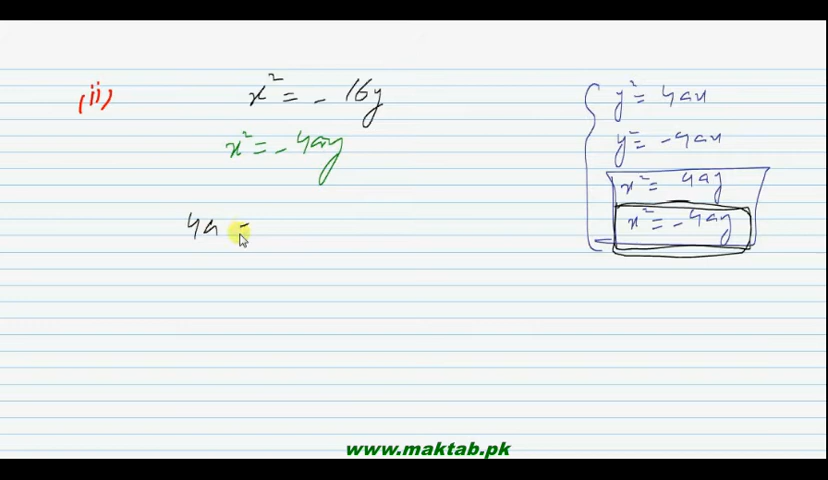 (ii) x² = - 16y
x² = - 4ay
4a =
y² = 4ax
y² = -4ax
x² = 4ay
x² = -4ay
www.maktab.pk